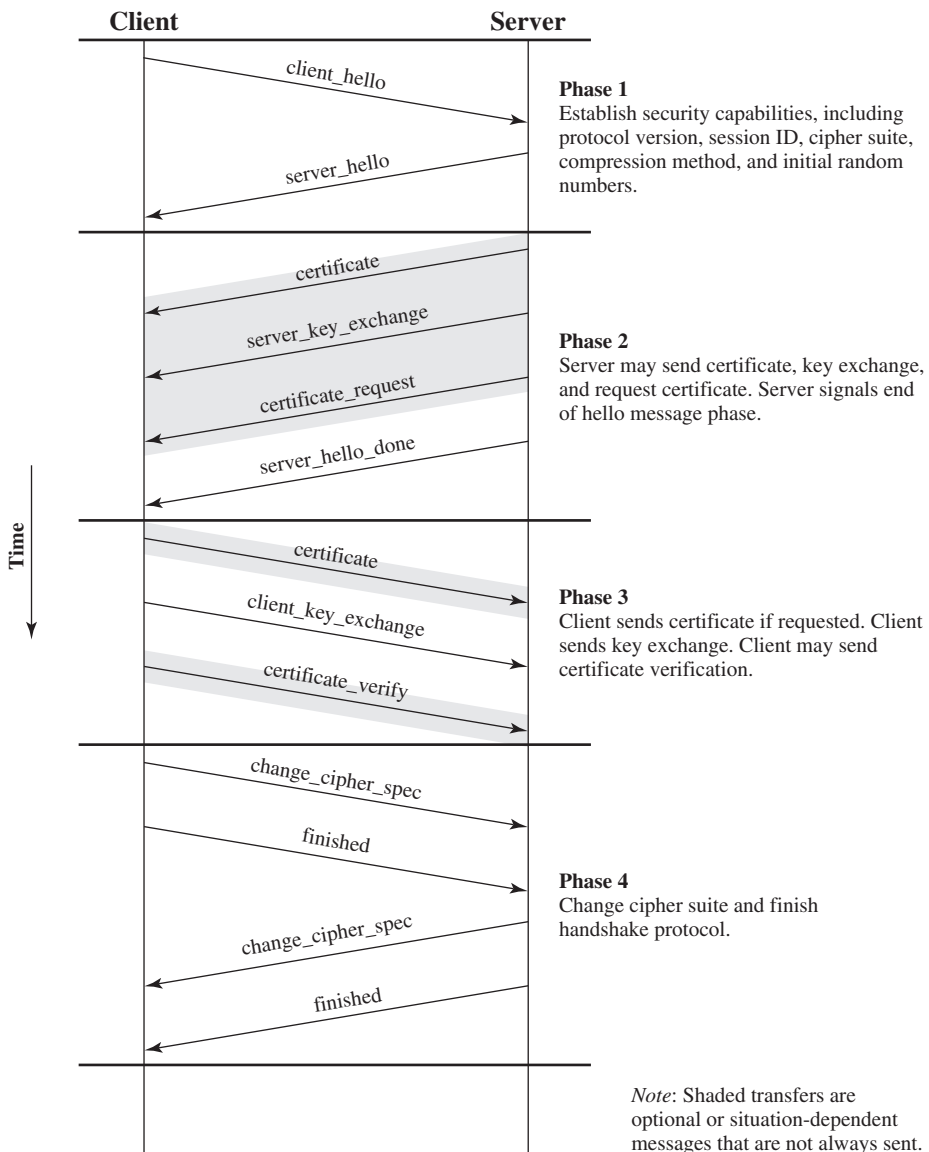 Client
Server
client_hello
server_hello
Phase 1
Establish security capabilities, including
protocol version, session ID, cipher suite,
compression method, and initial random
numbers.
certificate
server_key_exchange
certificate_request
server_hello_done
Phase 2
Server may send certificate, key exchange,
and request certificate. Server signals end
of hello message phase.
Time
certificate
client_key_exchange
certificate_verify
Phase 3
Client sends certificate if requested. Client
sends key exchange. Client may send
certificate verification.
change_cipher_spec
finished
change_cipher_spec
finished
Phase 4
Change cipher suite and finish
handshake protocol.
Note: Shaded transfers are
optional or situation-dependent
messages that are not always sent.